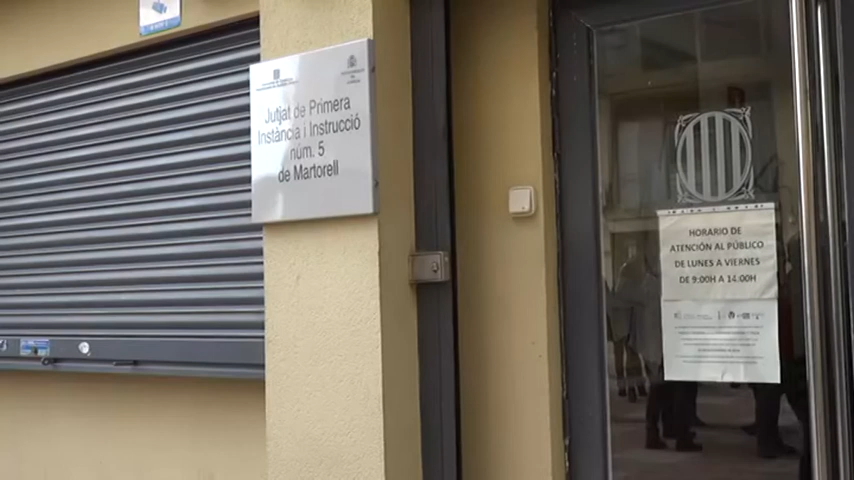 Jutjat de Primera
Instància i Instrucció
núm. 5
de Martorell
HORARIO DE
ATENCIÓN AL PÚBLICO
DE LUNES A VIERNES
DE 9:00H A 14:00H